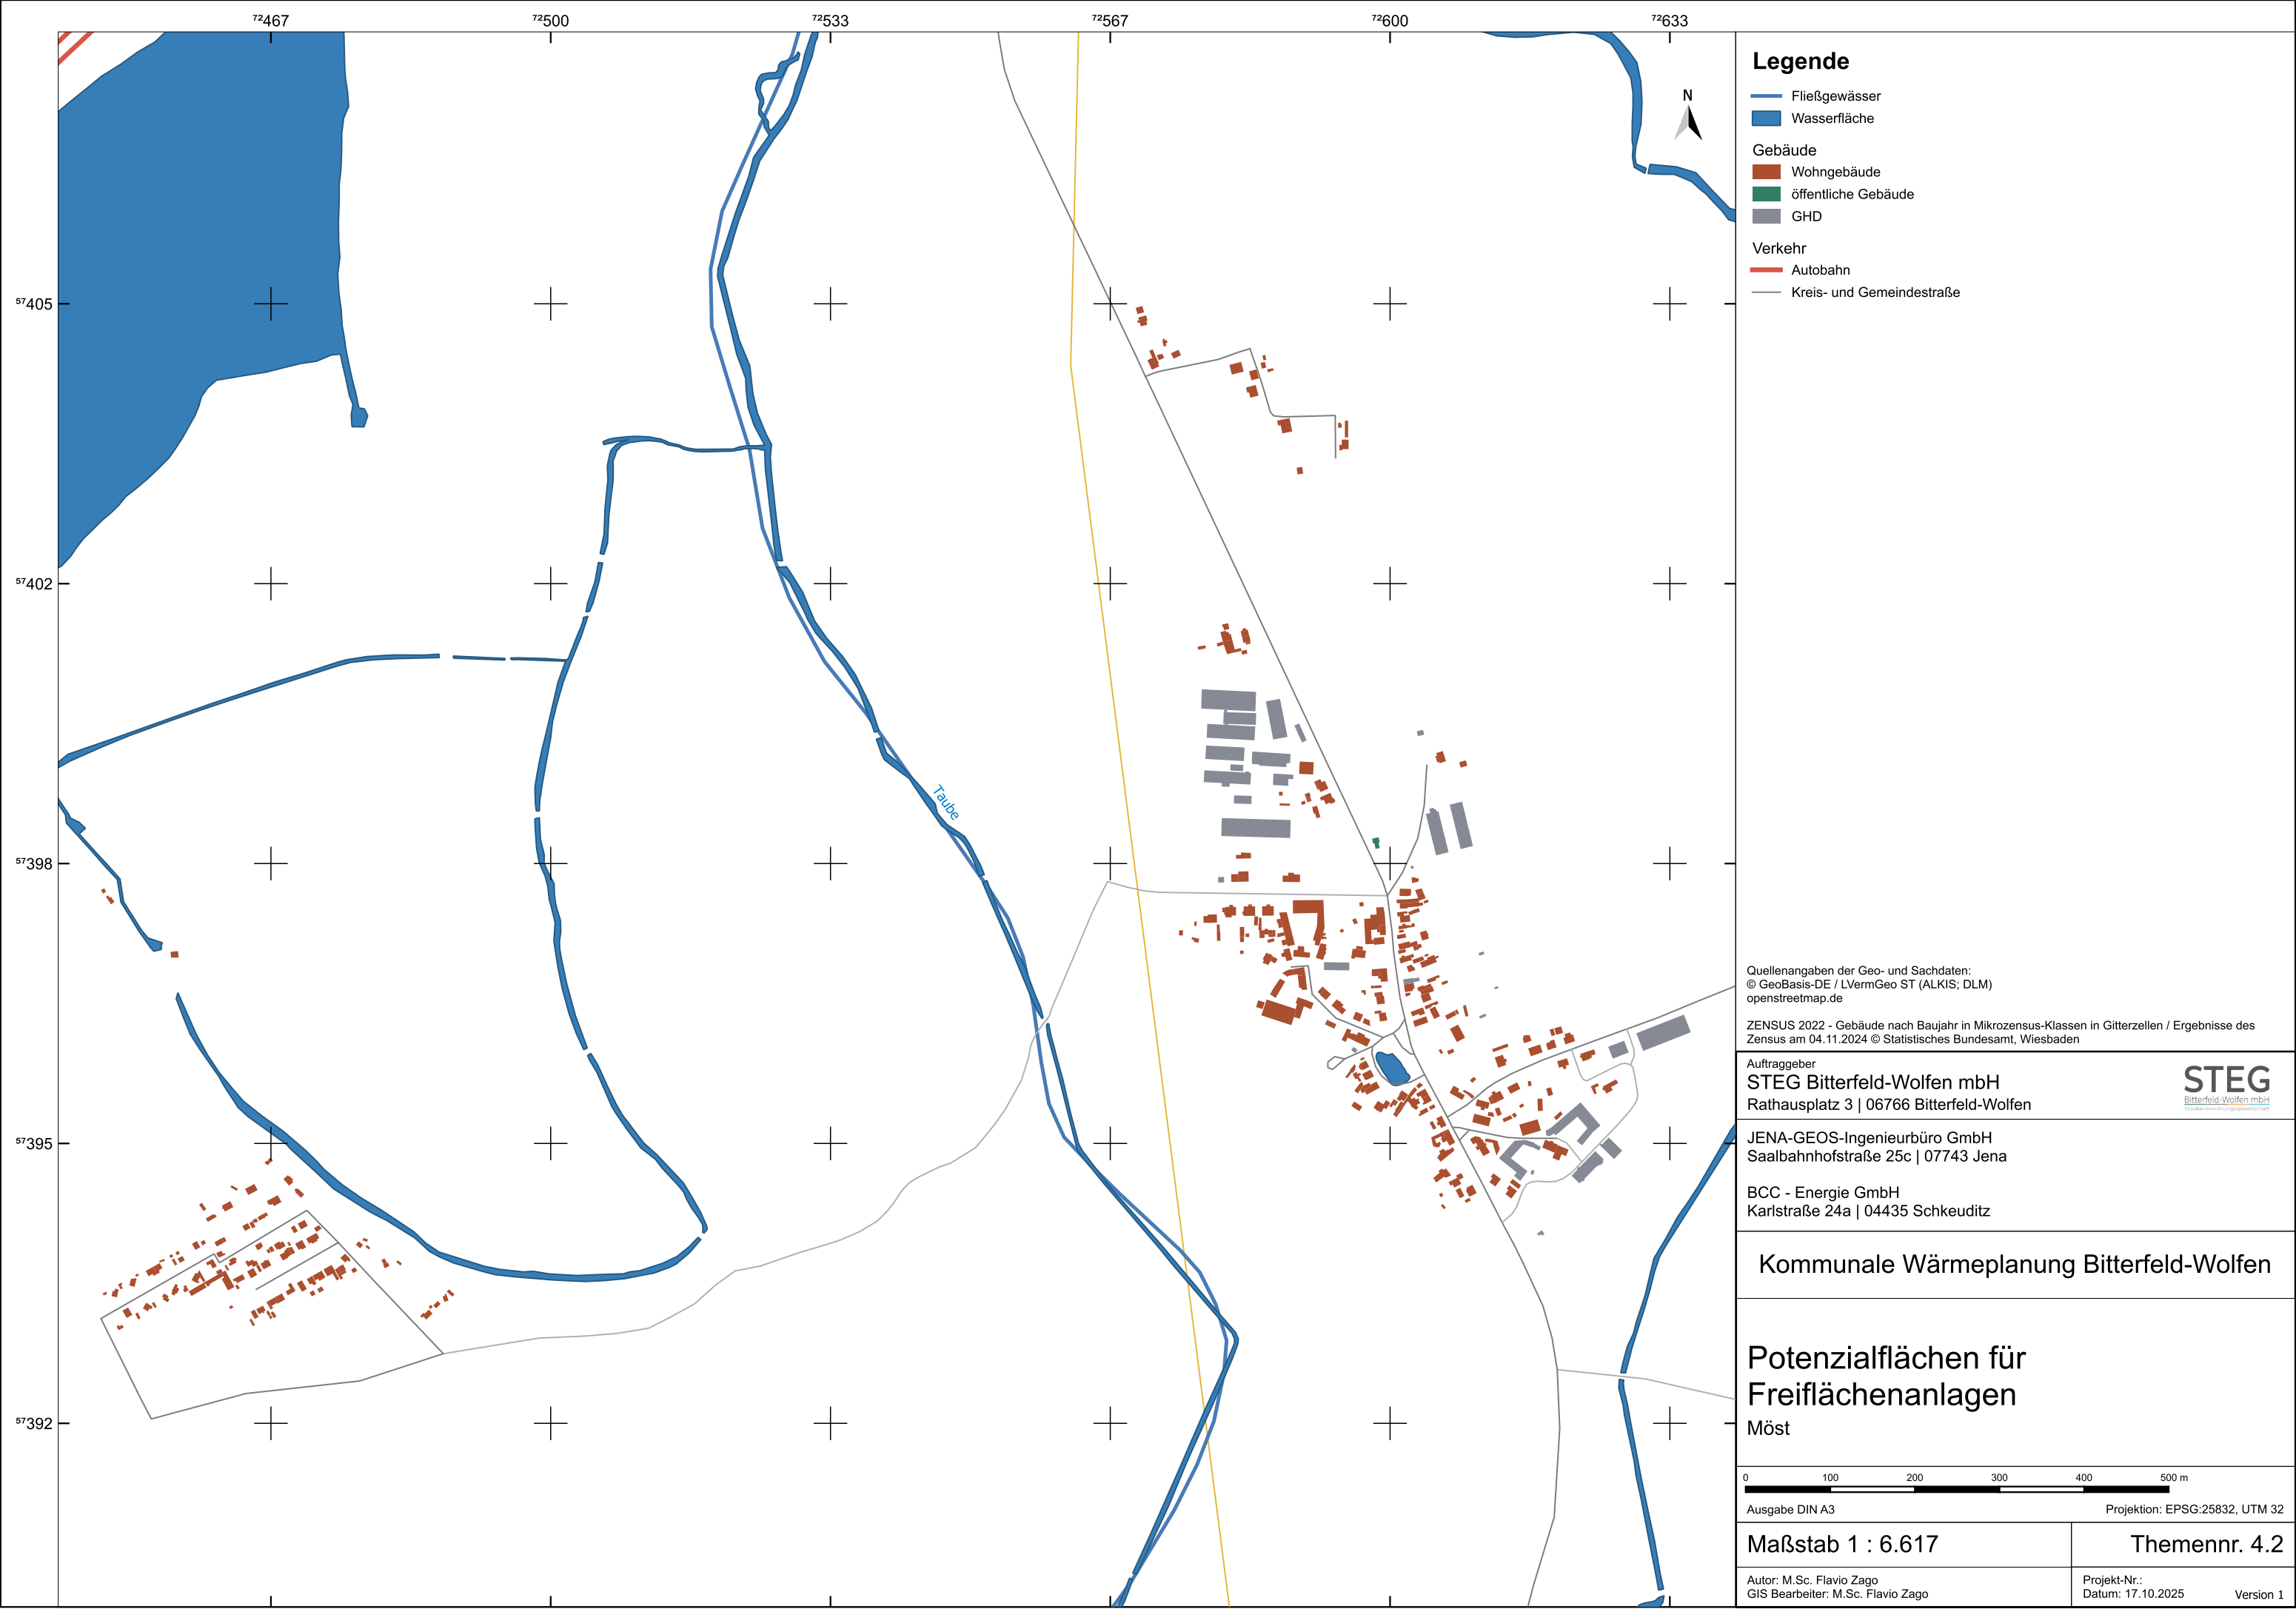 ⁷²467 ⁷²500 ⁷²533 ⁷²567 ⁷²600 ⁷²633
⁵⁷405
⁵⁷402
⁵⁷398
⁵⁷395
⁵⁷392
Taube
N
Legende
Fließgewässer
Wasserfläche
Gebäude
Wohngebäude
öffentliche Gebäude
GHD
Verkehr
Autobahn
Kreis- und Gemeindestraße
Quellenangaben der Geo- und Sachdaten:
© GeoBasis-DE / LVermGeo ST (ALKIS; DLM)
openstreetmap.de
ZENSUS 2022 - Gebäude nach Baujahr in Mikrozensus-Klassen in Gitterzellen / Ergebnisse des
Zensus am 04.11.2024 © Statistisches Bundesamt, Wiesbaden
Auftraggeber
STEG Bitterfeld-Wolfen mbH
Rathausplatz 3 | 06766 Bitterfeld-Wolfen
STEG
Bitterfeld-Wolfen mbH
Stadtentwicklungsgesellschaft
JENA-GEOS-Ingenieurbüro GmbH
Saalbahnhofstraße 25c | 07743 Jena
BCC - Energie GmbH
Karlstraße 24a | 04435 Schkeuditz
Kommunale Wärmeplanung Bitterfeld-Wolfen
Potenzialflächen für
Freiflächenanlagen
Möst
0 100 200 300 400 500 m
Ausgabe DIN A3 Projektion: EPSG:25832, UTM 32
Maßstab 1 : 6.617 Themennr. 4.2
Autor: M.Sc. Flavio Zago
GIS Bearbeiter: M.Sc. Flavio Zago
Projekt-Nr.:
Datum: 17.10.2025 Version 1